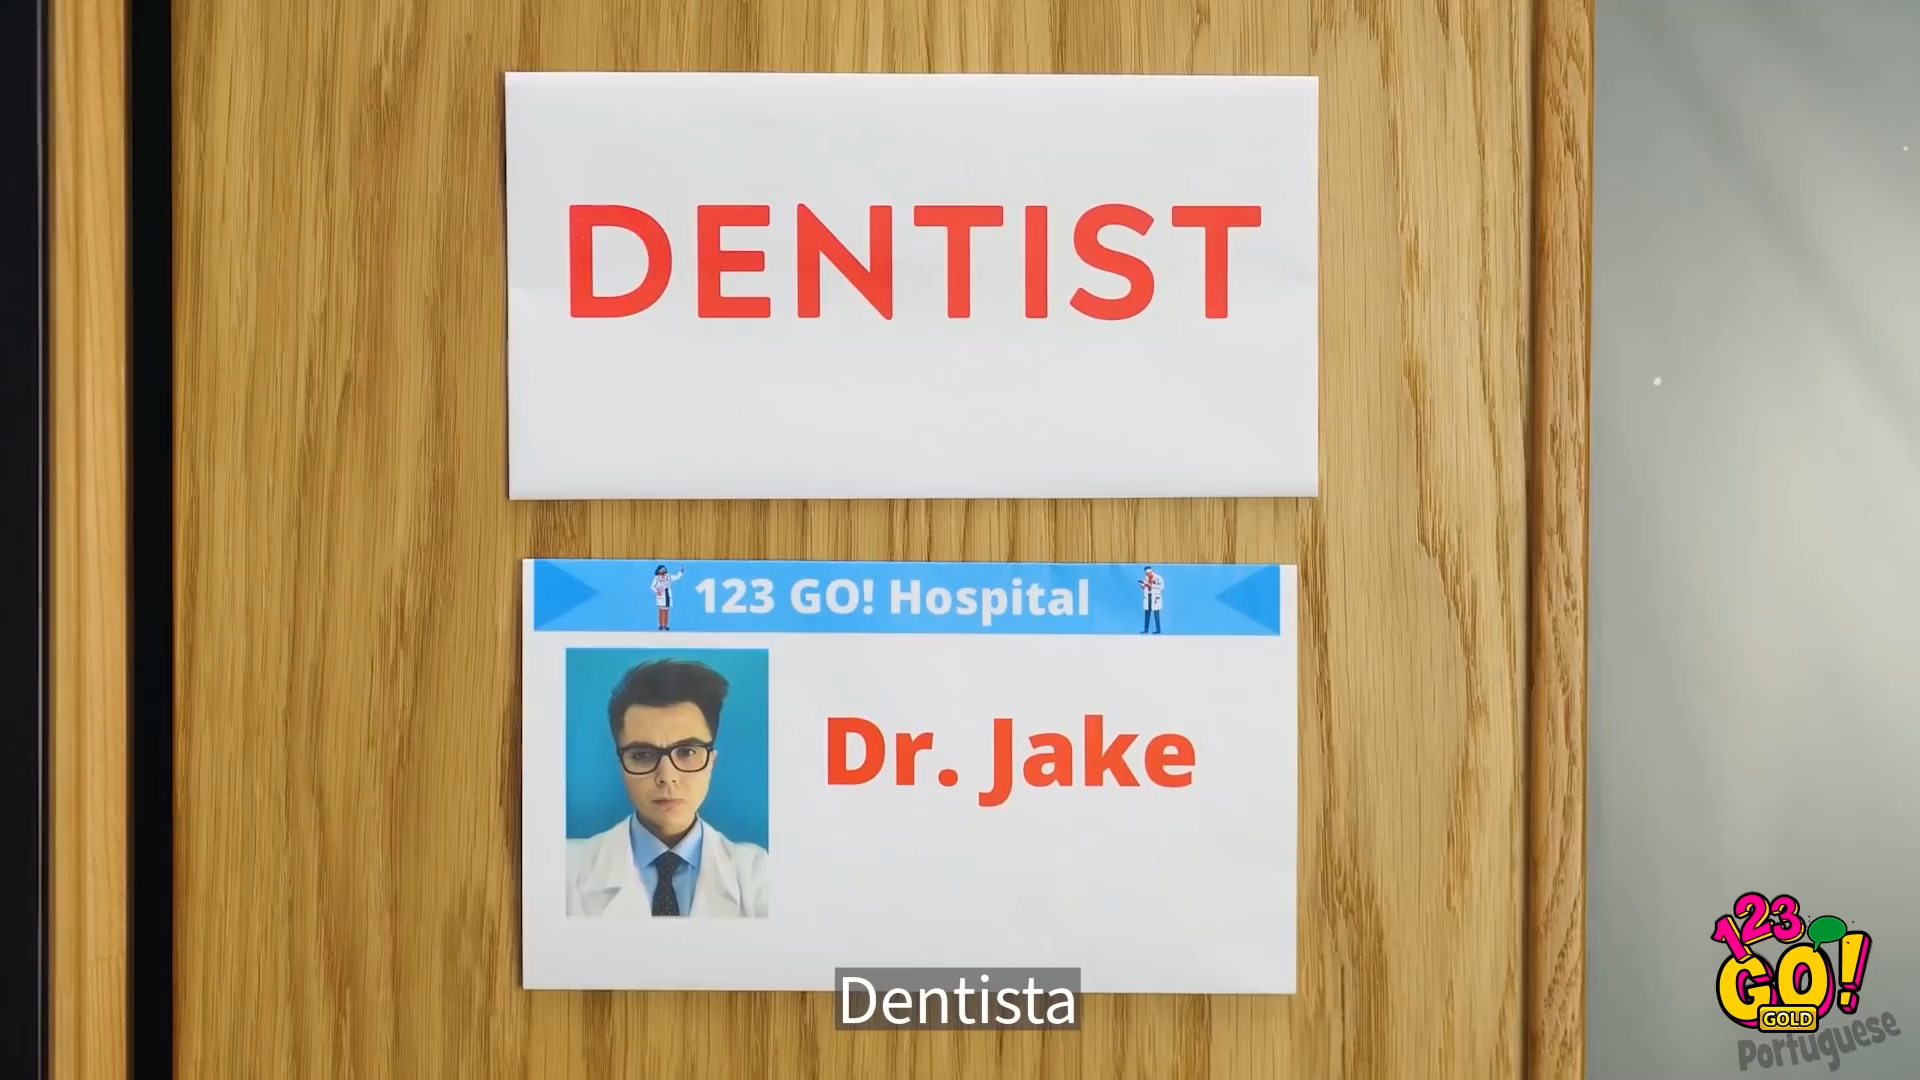 DENTIST
123 GO! Hospital
Dr. Jake
Dentista
123
GO!
GOLD
Portuguese